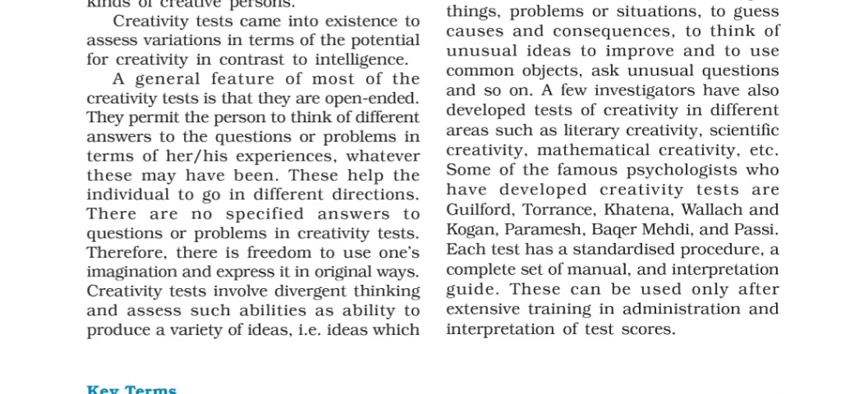 kinds of creative persons.
Creativity tests came into existence to
assess variations in terms of the potential
for creativity in contrast to intelligence.
A general feature of most of the
creativity tests is that they are open-ended.
They permit the person to think of different
answers to the questions or problems in
terms of her/his experiences, whatever
these may have been. These help the
individual to go in different directions.
There are no specified answers to
questions or problems in creativity tests.
Therefore, there is freedom to use one's
imagination and express it in original ways.
Creativity tests involve divergent thinking
and assess such abilities as ability to
produce a variety of ideas, i.e. ideas which
things, problems or situations, to guess
causes and consequences, to think of
unusual ideas to improve and to use
common objects, ask unusual questions
and so on. A few investigators have also
developed tests of creativity in different
areas such as literary creativity, scientific
creativity, mathematical creativity, etc.
Some of the famous psychologists who
have developed creativity tests are
Guilford, Torrance, Khatena, Wallach and
Kogan, Paramesh, Baqer Mehdi, and Passi.
Each test has a standardised procedure, a
complete set of manual, and interpretation
guide. These can be used only after
extensive training in administration and
interpretation of test scores.
Key Terms